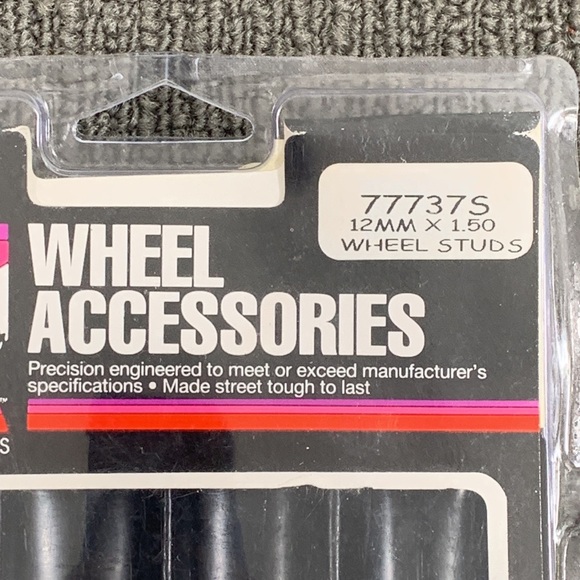 77737S
12MM X 1.50
WHEEL STUDS
WHEEL
ACCESSORIES
Precision engineered to meet or exceed manufacturer's
specifications • Made street tough to last